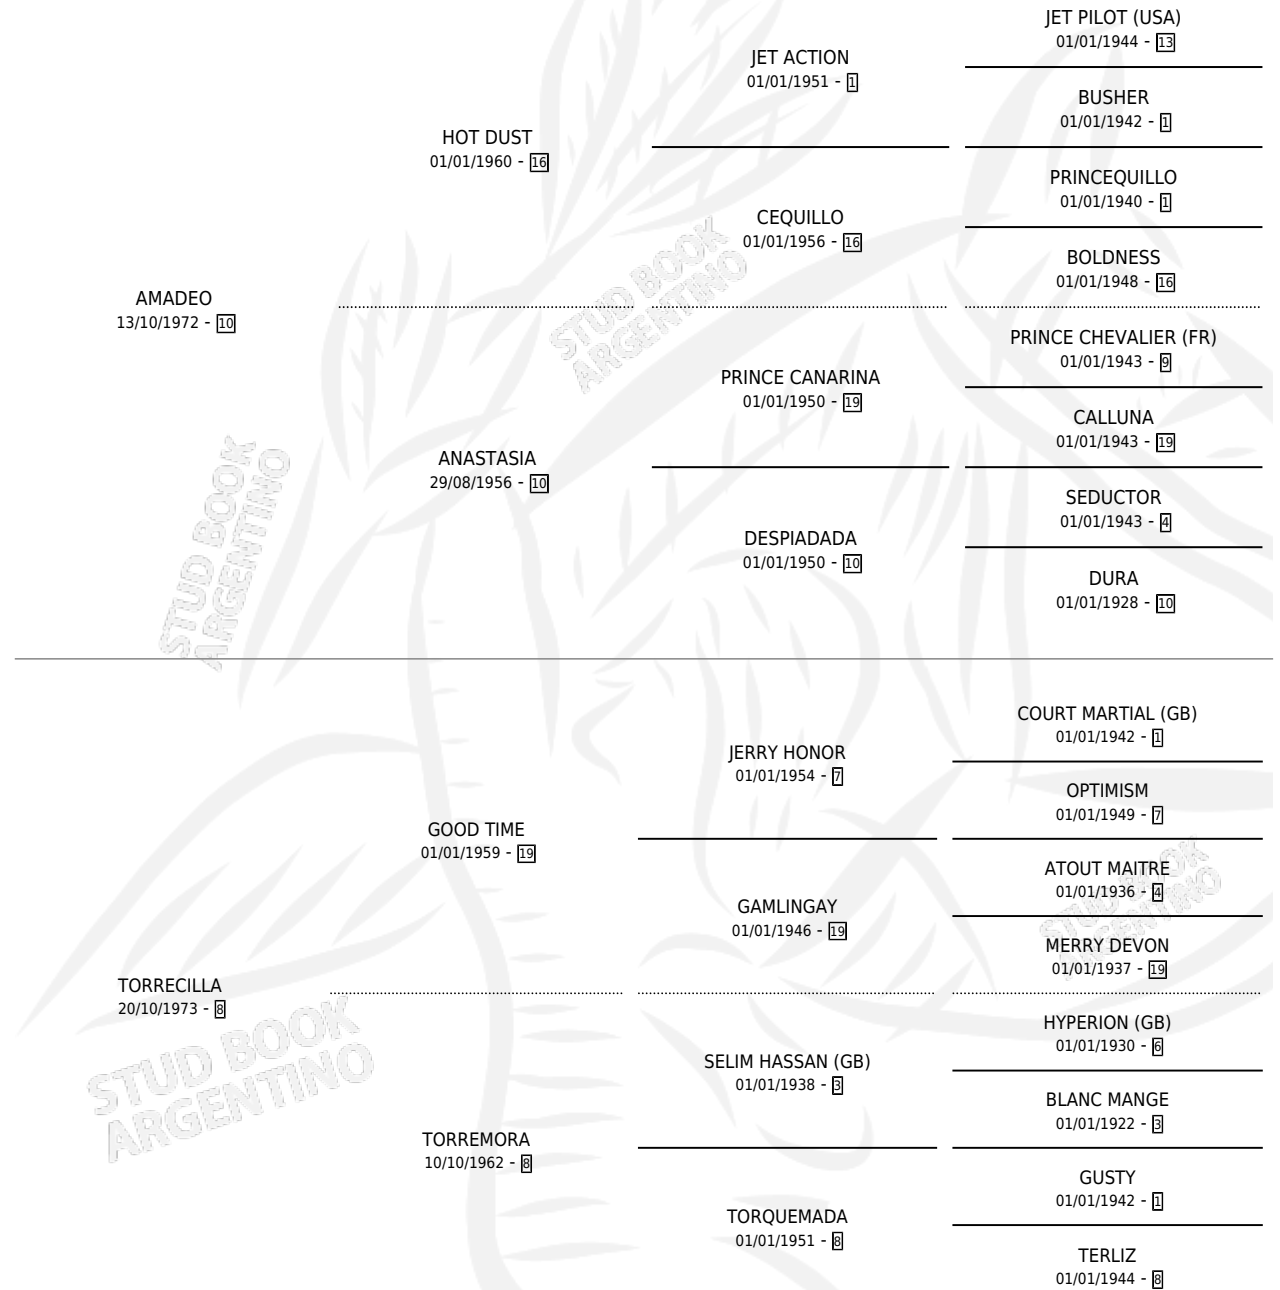 JET PILOT (USA)
01/01/1944 - 13
JET ACTION
01/01/1951 - 1
BUSHER
01/01/1942 - 1
HOT DUST
01/01/1960 - 16
PRINCEQUILLO
01/01/1940 - 1
CEQUILLO
01/01/1956 - 16
BOLDNESS
01/01/1948 - 16
AMADEO
13/10/1972 - 10
PRINCE CHEVALIER (FR)
01/01/1943 - 9
PRINCE CANARINA
01/01/1950 - 19
CALLUNA
01/01/1943 - 19
ANASTASIA
29/08/1956 - 10
SEDUCTOR
01/01/1943 - 4
DESPIADADA
01/01/1950 - 10
DURA
01/01/1928 - 10
COURT MARTIAL (GB)
01/01/1942 - 1
JERRY HONOR
01/01/1954 - 7
OPTIMISM
01/01/1949 - 7
GOOD TIME
01/01/1959 - 19
ATOUT MAITRE
01/01/1936 - 4
GAMLINGAY
01/01/1946 - 19
MERRY DEVON
01/01/1937 - 19
TORRECILLA
20/10/1973 - 8
HYPERION (GB)
01/01/1930 - 6
SELIM HASSAN (GB)
01/01/1938 - 3
BLANC MANGE
01/01/1922 - 3
TORREMORA
10/10/1962 - 8
GUSTY
01/01/1942 - 1
TORQUEMADA
01/01/1951 - 8
TERLIZ
01/01/1944 - 8
STUD BOOK
ARGENTINO
STUD BOOK
ARGENTINO
STUD BOOK
ARGENTINO
STUD BOOK
ARGENTINO